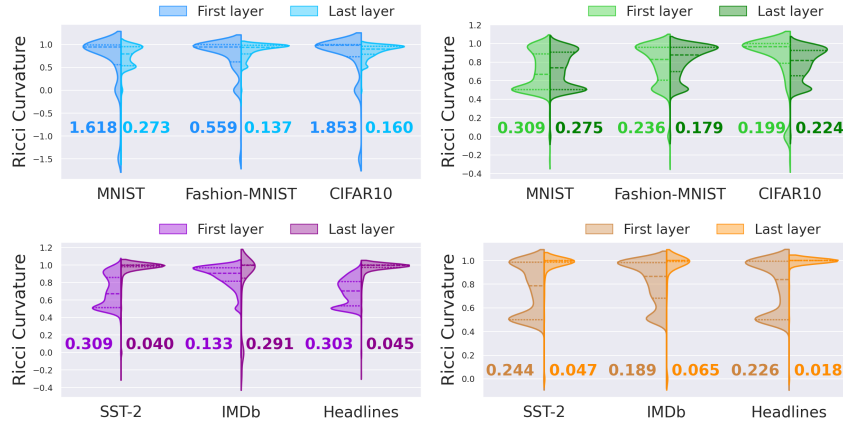 First layer Last layer
Ricci Curvature
1.0
0.5
0.0
−0.5
−1.0
−1.5
1.618 0.273 0.559 0.137 1.853 0.160
MNIST Fashion-MNIST CIFAR10
First layer Last layer
Ricci Curvature
1.2
1.0
0.8
0.6
0.4
0.2
0.0
−0.2
−0.4
0.309 0.275 0.236 0.179 0.199 0.224
MNIST Fashion-MNIST CIFAR10
First layer Last layer
Ricci Curvature
1.2
1.0
0.8
0.6
0.4
0.2
0.0
−0.2
−0.4
0.309 0.040 0.133 0.291 0.303 0.045
SST-2 IMDb Headlines
First layer Last layer
Ricci Curvature
1.0
0.8
0.6
0.4
0.2
0.0
0.244 0.047 0.189 0.065 0.226 0.018
SST-2 IMDb Headlines